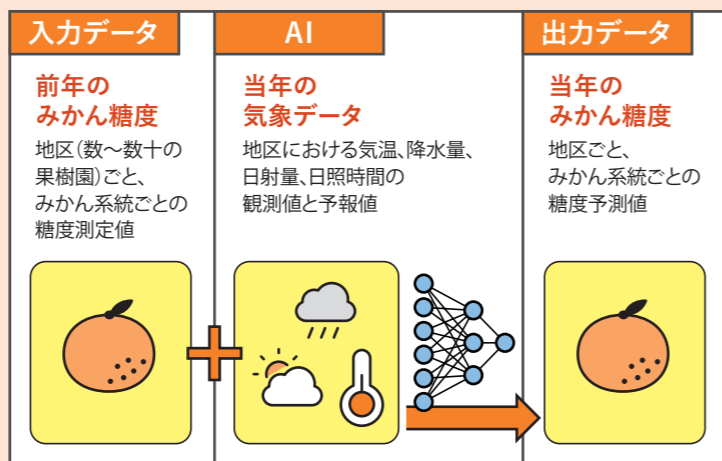 入力データ
前年の
みかん糖度
地区(数〜数十の
果樹園)ごと、
みかん系統ごとの
糖度測定値
AI
当年の
気象データ
地区における気温、降水量、
日射量、日照時間の
観測値と予報値
出力データ
当年の
みかん糖度
地区ごと、
みかん系統ごとの
糖度予測値